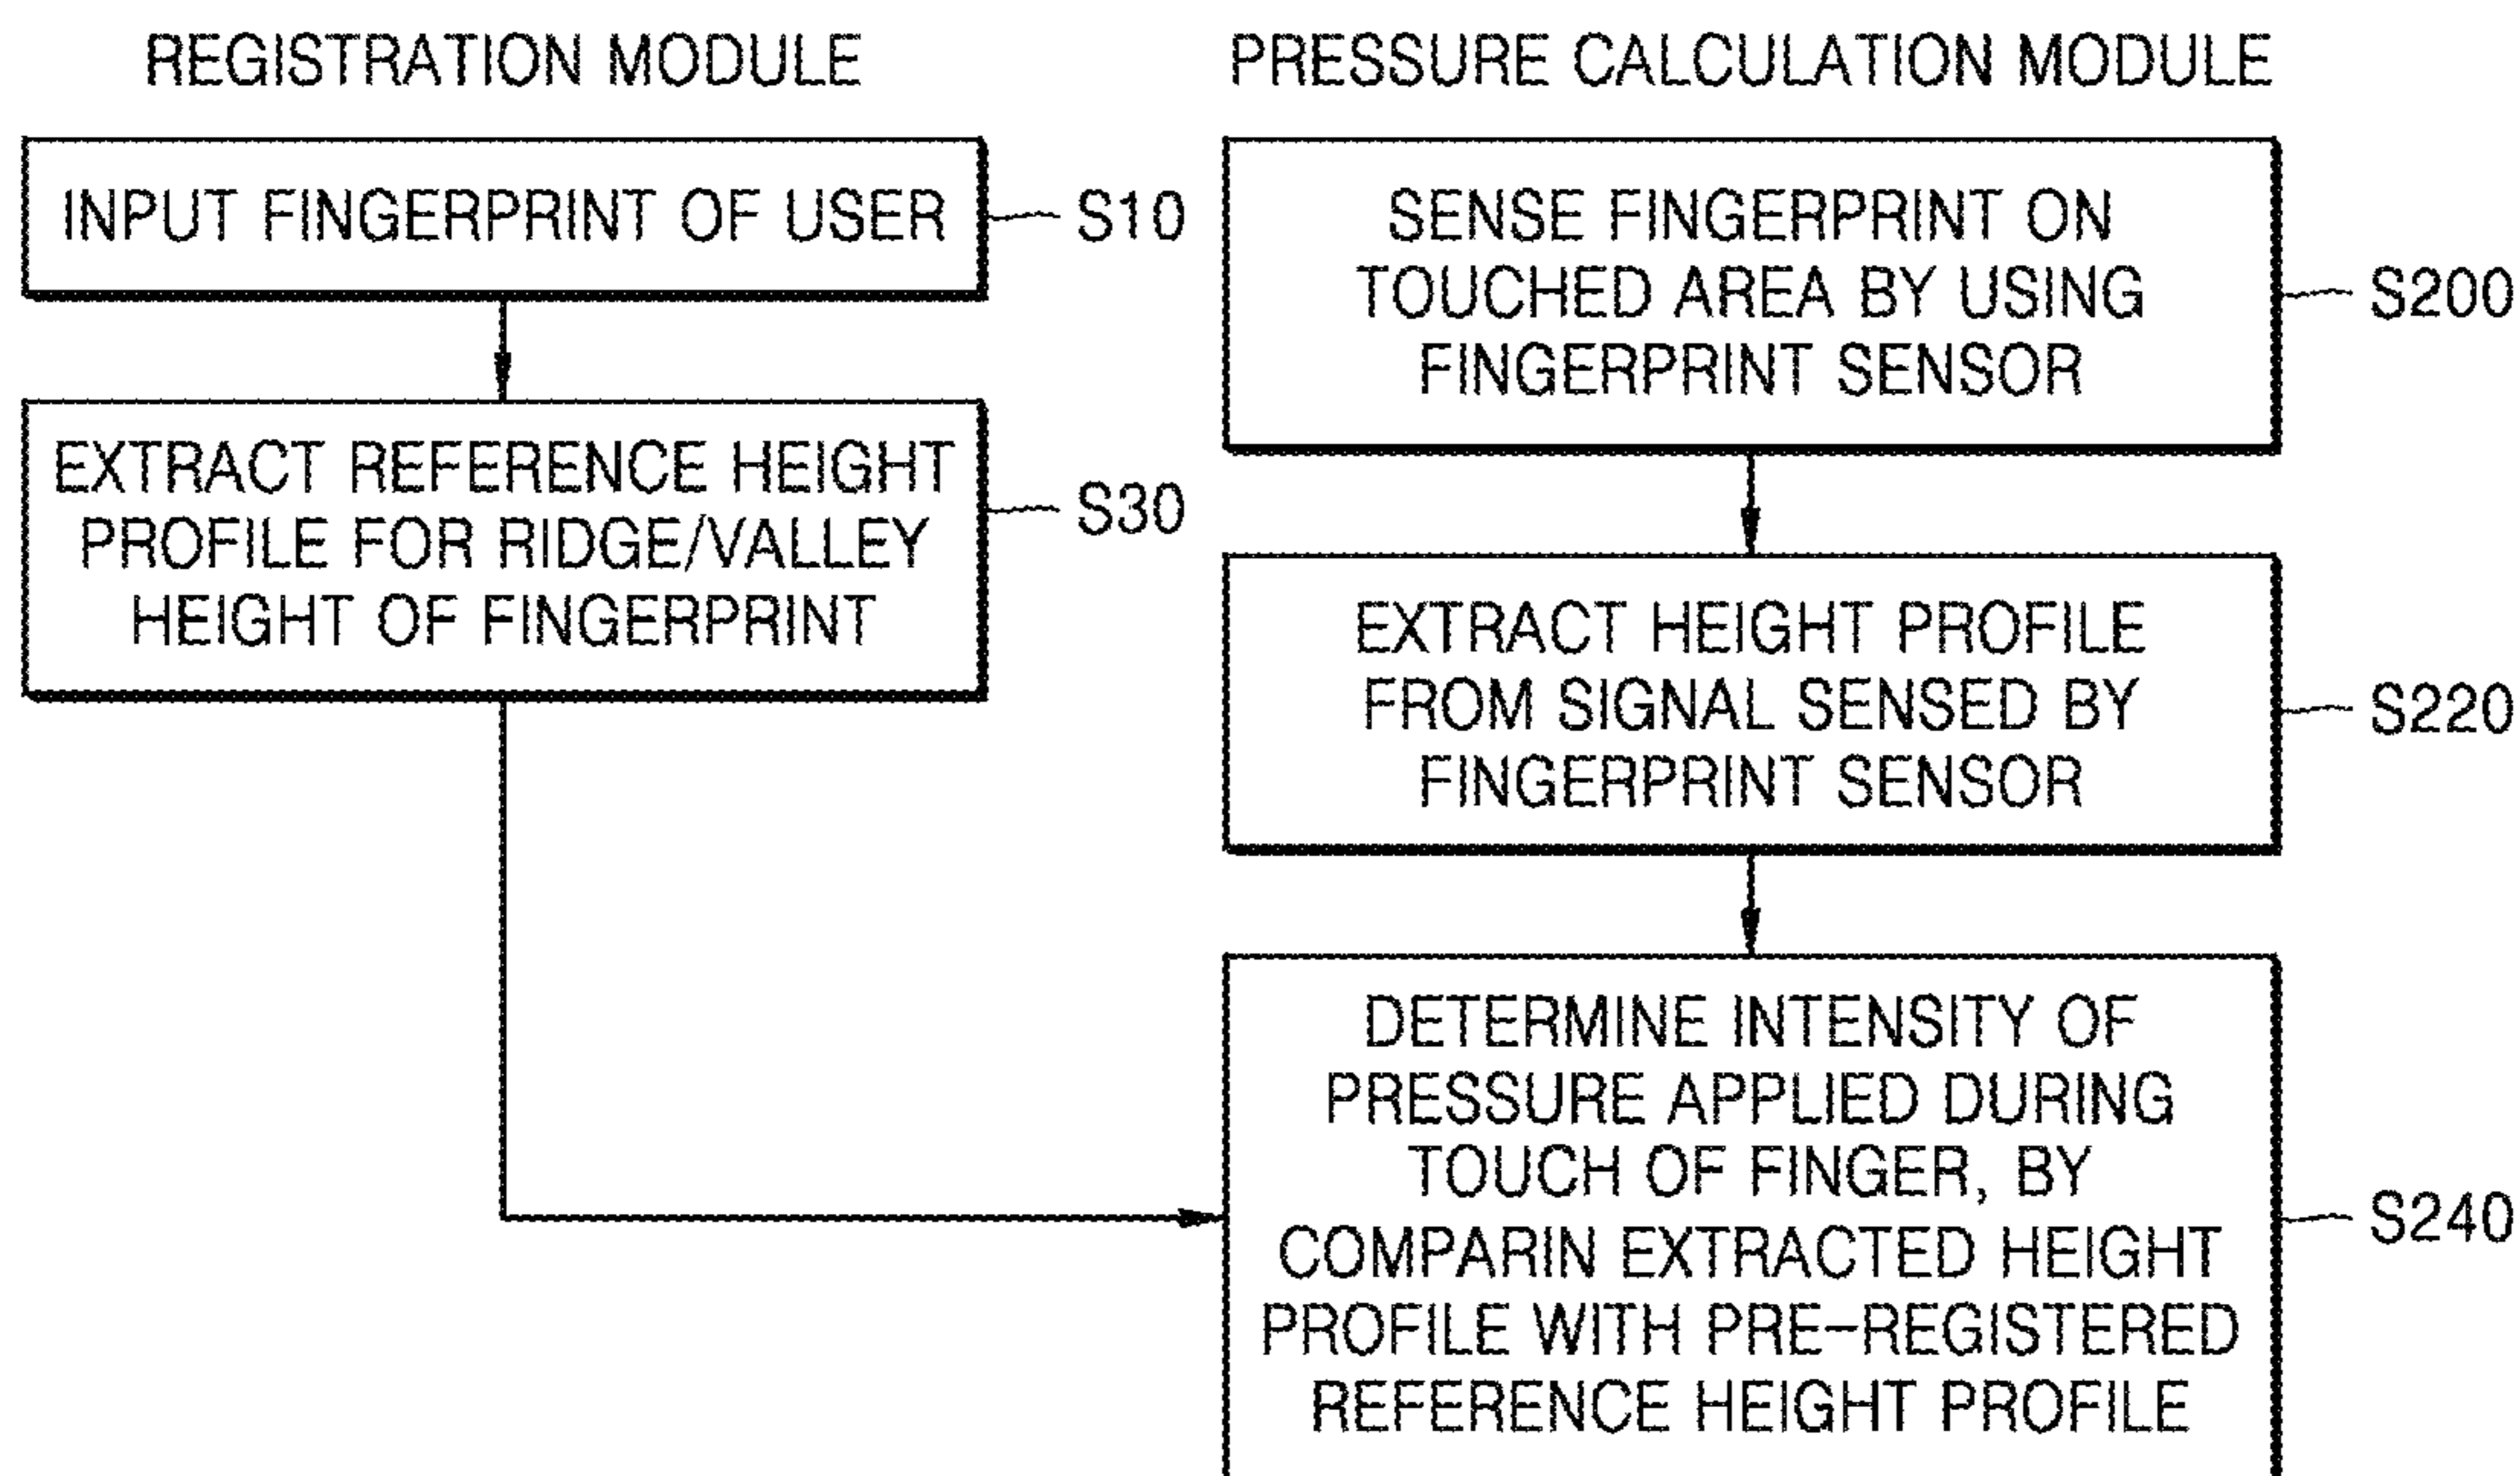 REGISTRATION MODULE
INPUT FINGERPRINT OF USER
S10
EXTRACT REFERENCE HEIGHT
PROFILE FOR RIDGE/VALLEY
HEIGHT OF FINGERPRINT
S30
PRESSURE CALCULATION MODULE
SENSE FINGERPRINT ON
TOUCHED AREA BY USING
FINGERPRINT SENSOR
S200
EXTRACT HEIGHT PROFILE
FROM SIGNAL SENSED BY
FINGERPRINT SENSOR
S220
DETERMINE INTENSITY OF
PRESSURE APPLIED DURING
TOUCH OF FINGER, BY
COMPARIN EXTRACTED HEIGHT
PROFILE WITH PRE-REGISTERED
REFERENCE HEIGHT PROFILE
S240